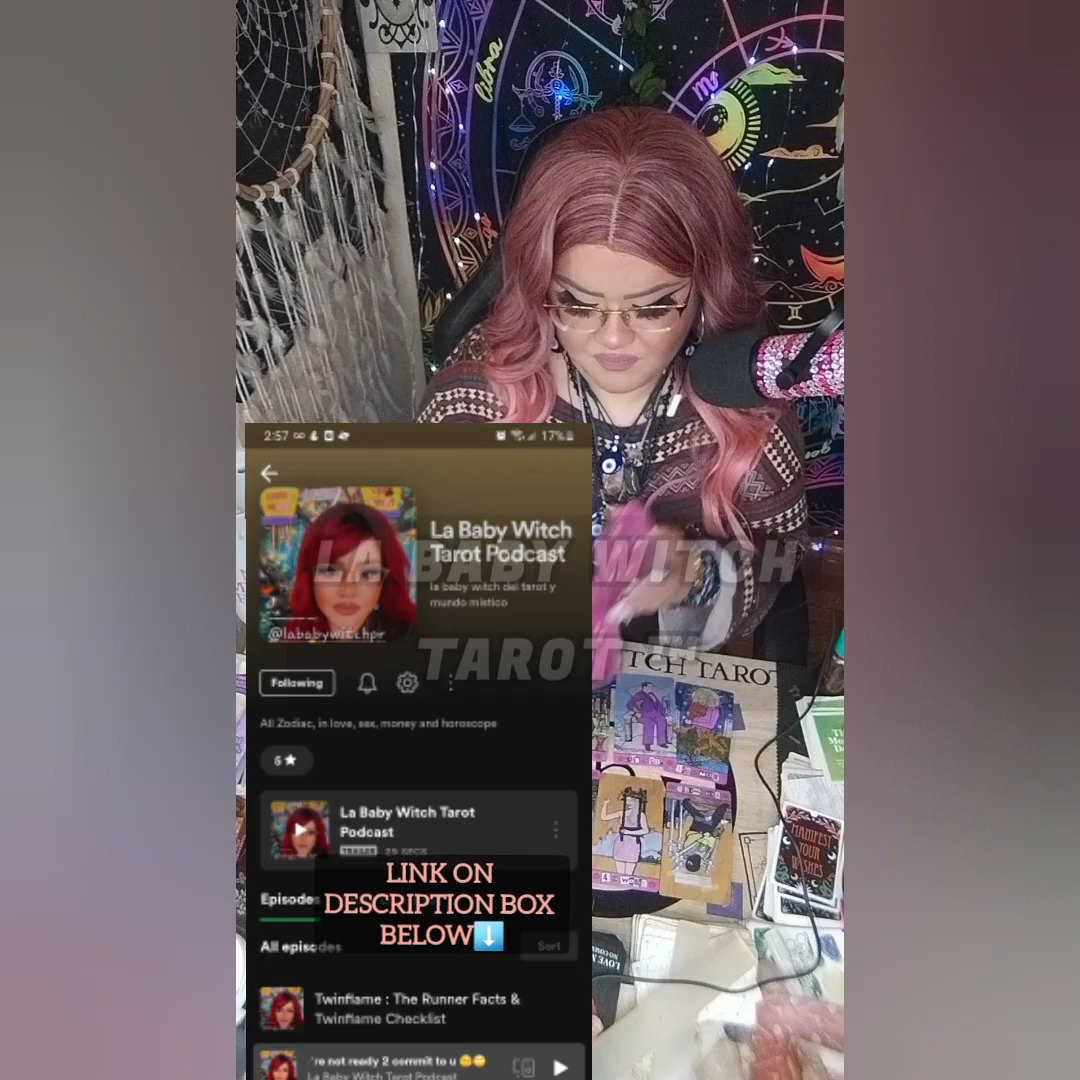 libra
2:57
17%
La Baby Witch
Tarot Podcast
la baby witch del tarot y
mundo mistico
@lababywitchpr
LA BABY WITCH
TAROT
Following
All Zodiac, in love, sex, money and horoscope
5★
La Baby Witch Tarot
Podcast
TRAILER 25 SECS
LINK ON
DESCRIPTION BOX
BELOW⬇️
Episodes
All episodes
Sort
Twinflame : The Runner Facts &
Twinflame Checklist
're not ready 2 commit to u
La Baby Witch Tarot Podcast
TCH TAROT
MANIFEST
YOUR
WISHES